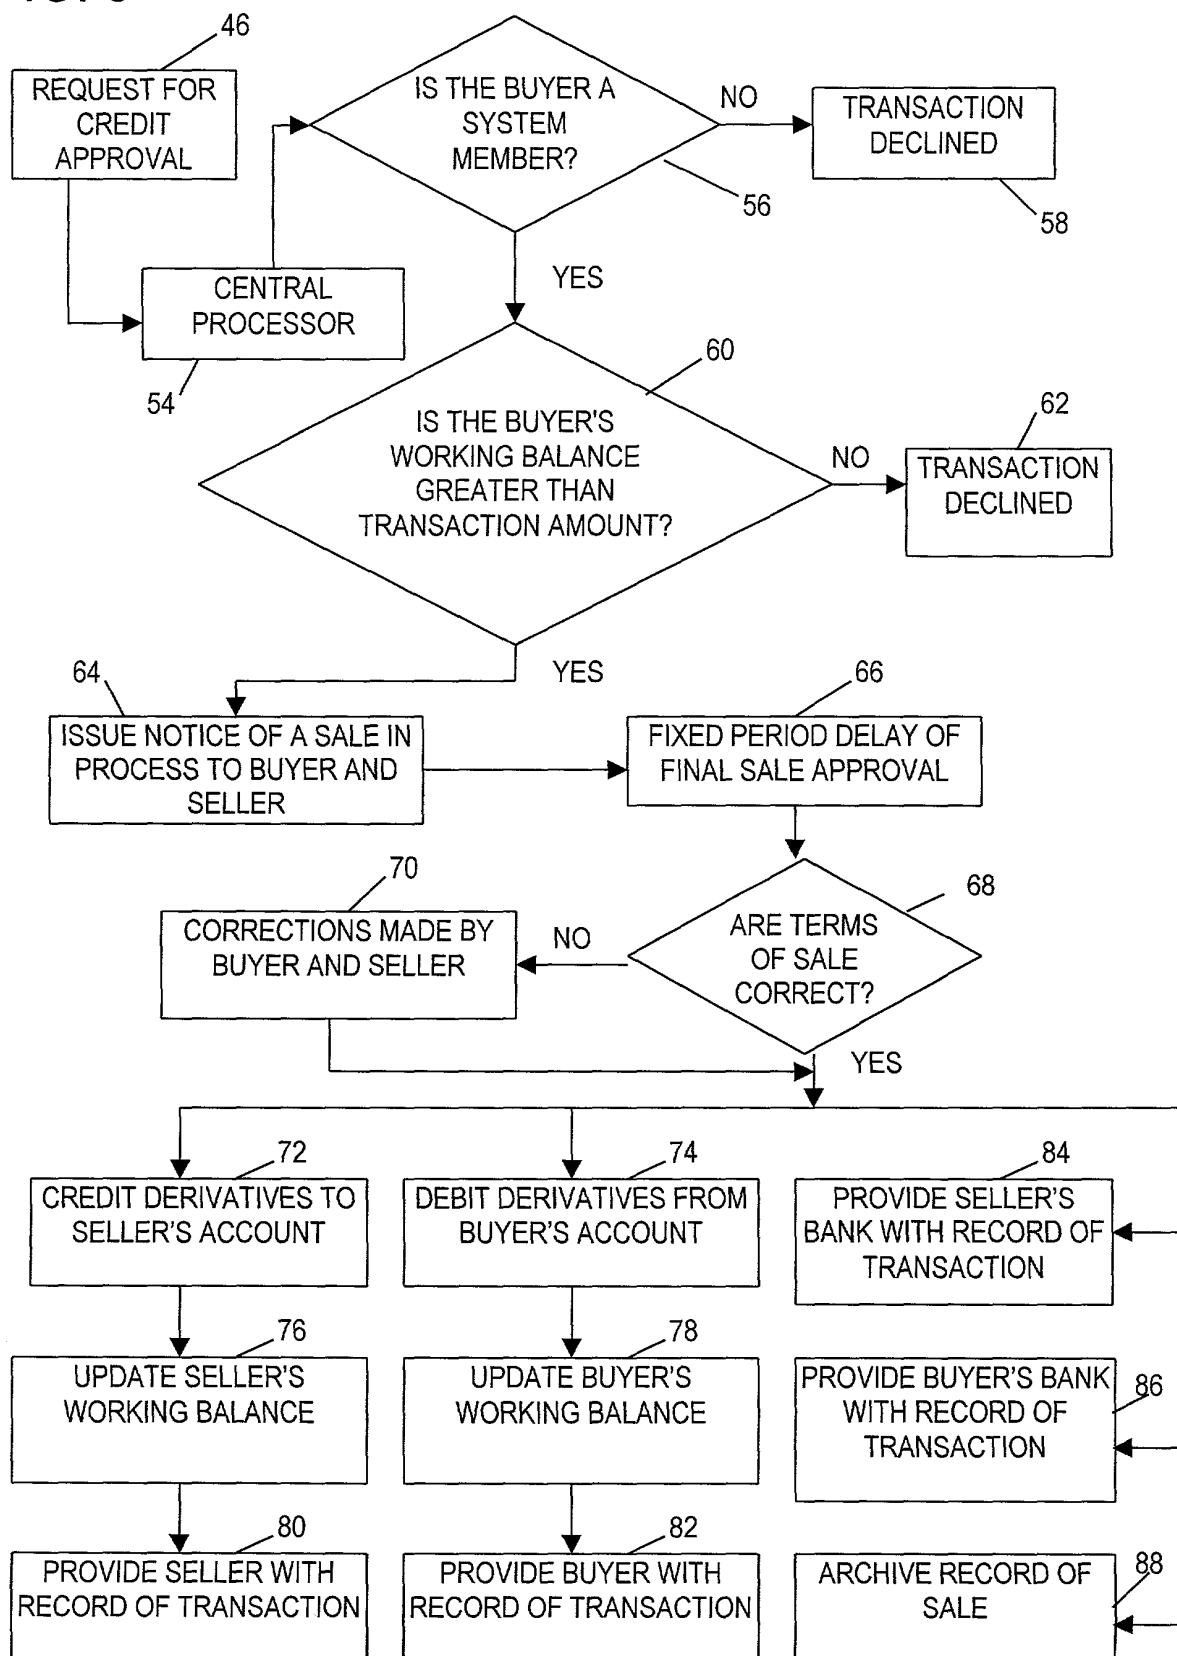 46
REQUEST FOR
CREDIT
APPROVAL
IS THE BUYER A
SYSTEM
MEMBER?
NO
TRANSACTION
DECLINED
56
58
CENTRAL
PROCESSOR
YES
54
60
IS THE BUYER'S
WORKING BALANCE
GREATER THAN
TRANSACTION AMOUNT?
NO
62
TRANSACTION
DECLINED
YES
64
ISSUE NOTICE OF A SALE IN
PROCESS TO BUYER AND
SELLER
66
FIXED PERIOD DELAY OF
FINAL SALE APPROVAL
70
CORRECTIONS MADE BY
BUYER AND SELLER
NO
68
ARE TERMS
OF SALE
CORRECT?
YES
72
CREDIT DERIVATIVES TO
SELLER'S ACCOUNT
74
DEBIT DERIVATIVES FROM
BUYER'S ACCOUNT
84
PROVIDE SELLER'S
BANK WITH RECORD OF
TRANSACTION
76
UPDATE SELLER'S
WORKING BALANCE
78
UPDATE BUYER'S
WORKING BALANCE
PROVIDE BUYER'S BANK
WITH RECORD OF
TRANSACTION
86
80
PROVIDE SELLER WITH
RECORD OF TRANSACTION
82
PROVIDE BUYER WITH
RECORD OF TRANSACTION
ARCHIVE RECORD OF
SALE
88